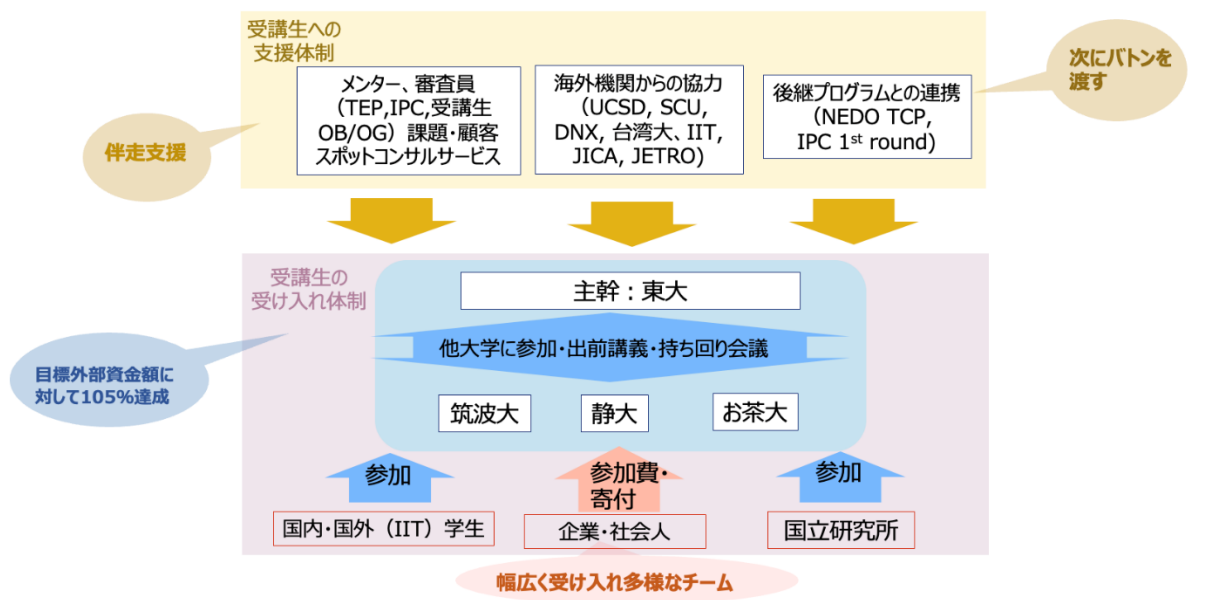 受講生への
支援体制
メンター、審査員
（TEP,IPC,受講生
OB/OG）課題・顧客
スポットコンサルサービス
海外機関からの協力
（UCSD, SCU,
DNX, 台湾大、IIT,
JICA, JETRO)
後継プログラムとの連携
（NEDO TCP,
IPC 1st round)
次にバトンを
渡す
伴走支援
受講生の
受け入れ体制
主幹：東大
他大学に参加・出前講義・持ち回り会議
目標外部資金額に
対して105%達成
筑波大
静大
お茶大
参加
参加費・
寄付
参加
国内・国外（IIT）学生
企業・社会人
国立研究所
幅広く受け入れ多様なチーム